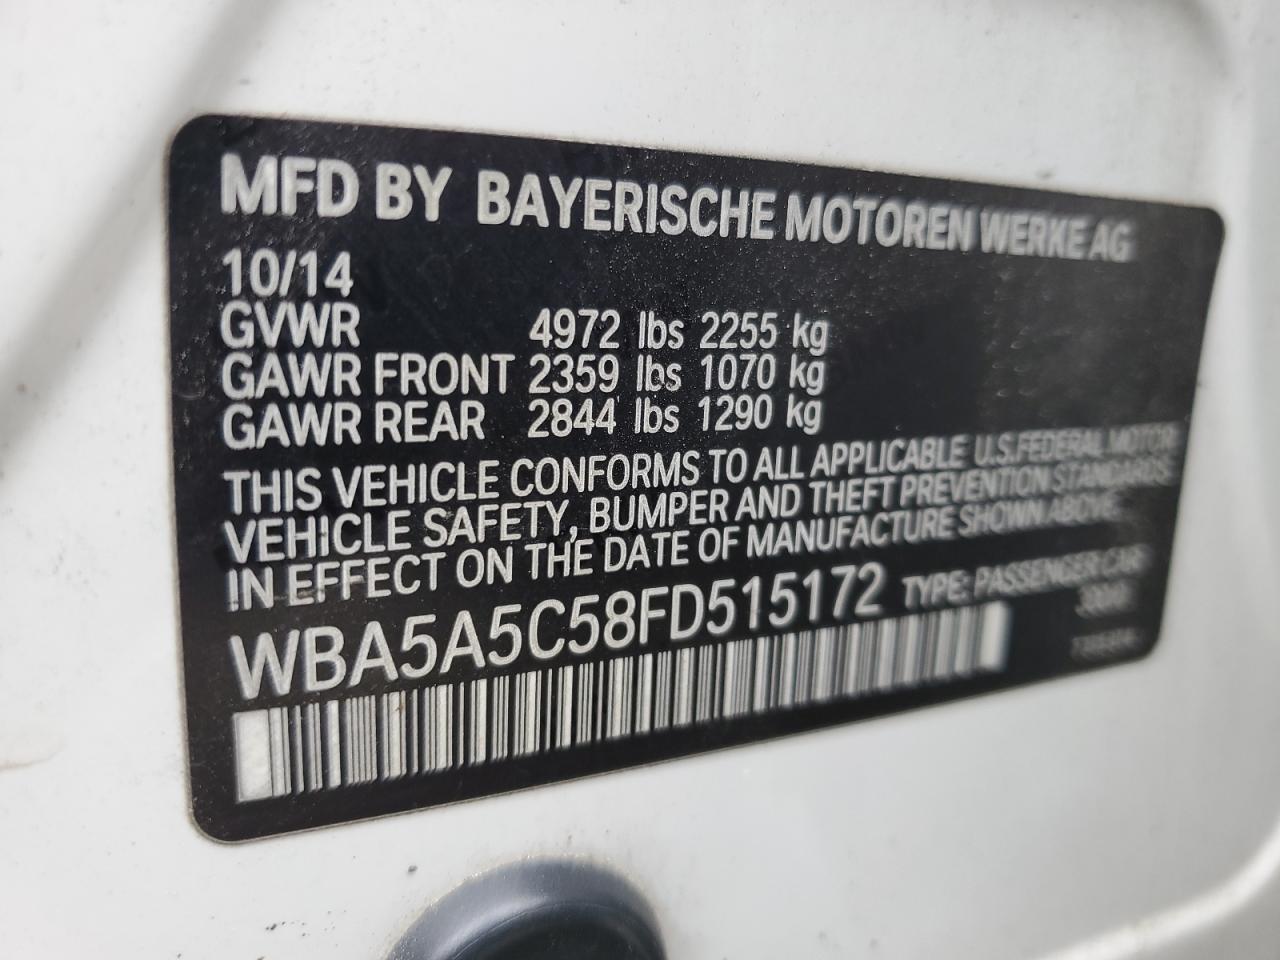 MFD BY BAYERISCHE MOTOREN WERKE AG
10/14
GVWR 4972 lbs 2255 kg
GAWR FRONT 2359 lbs 1070 kg
GAWR REAR 2844 lbs 1290 kg
THIS VEHICLE CONFORMS TO ALL APPLICABLE U.S.FEDERAL MOTOR
VEHICLE SAFETY, BUMPER AND THEFT PREVENTION STANDARDS
IN EFFECT ON THE DATE OF MANUFACTURE SHOWN ABOVE.
WBA5A5C58FD515172 TYPE: PASSENGER CAR